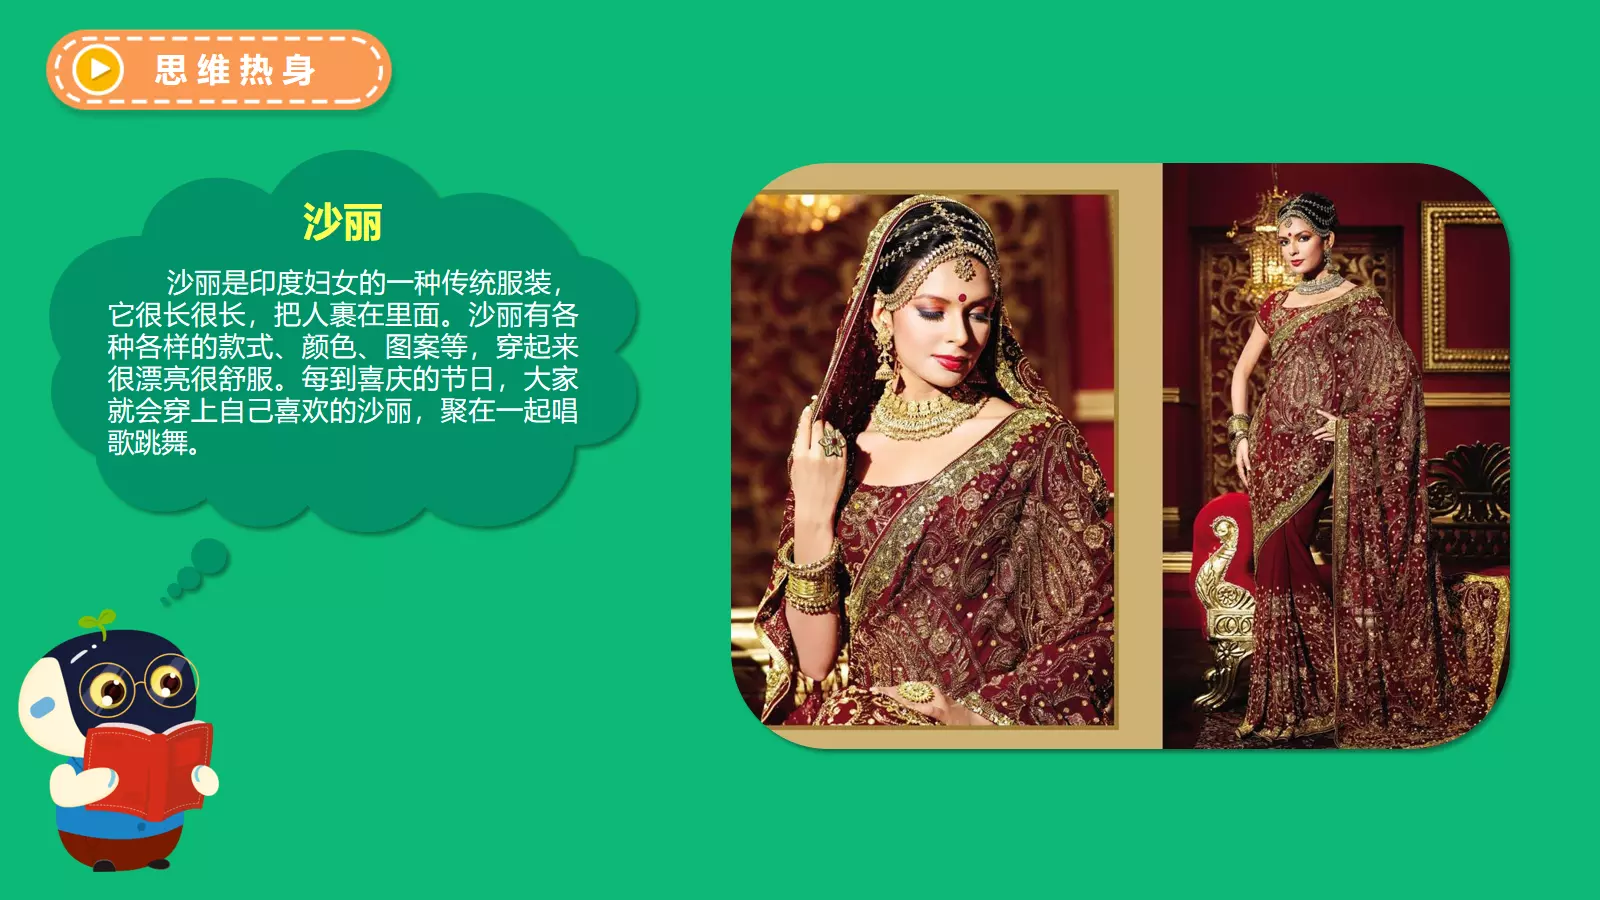 思维热身
沙丽
沙丽是印度妇女的一种传统服装，
它很长很长，把人裹在里面。沙丽有各
种各样的款式、颜色、图案等，穿起来
很漂亮很舒服。每到喜庆的节日，大家
就会穿上自己喜欢的沙丽，聚在一起唱
歌跳舞。